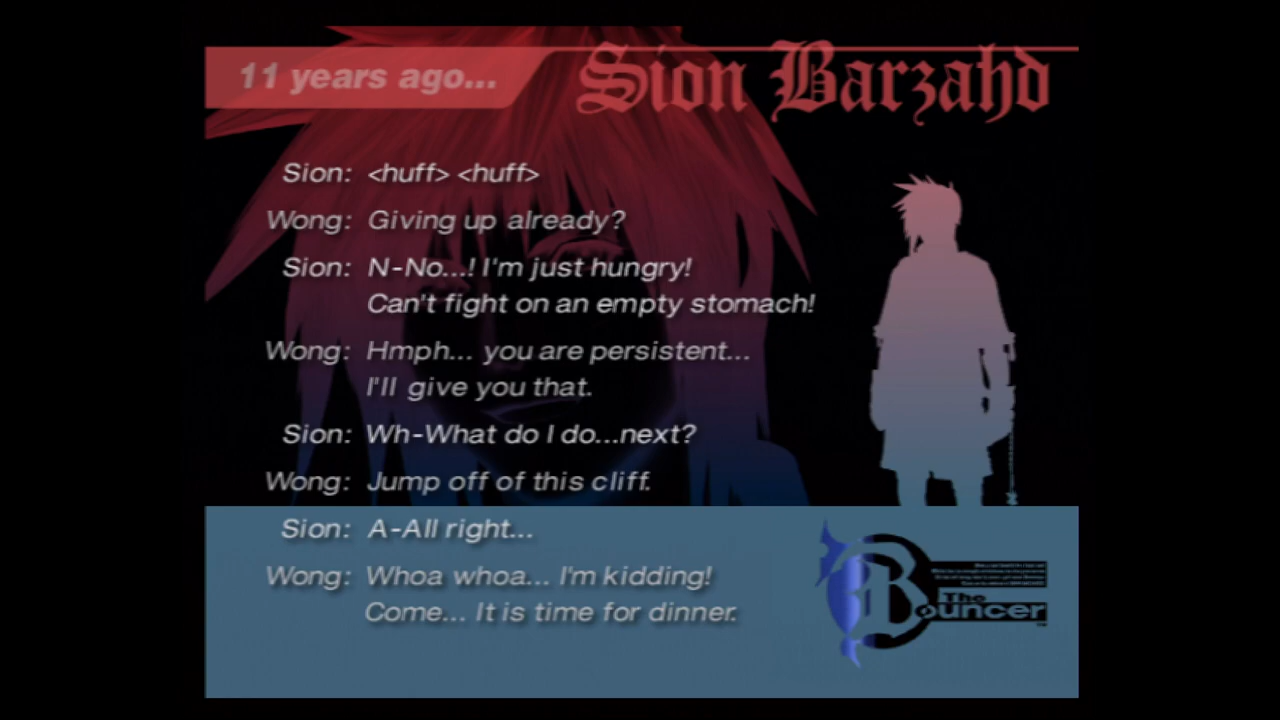 11 years ago...
Sion Barzahd
Sion: <huff> <huff>
Wong: Giving up already?
Sion: N-No...! I'm just hungry!
Can't fight on an empty stomach!
Wong: Hmph... you are persistent...
I'll give you that.
Sion: Wh-What do I do...next?
Wong: Jump off of this cliff.
Sion: A-All right...
Wong: Whoa whoa... I'm kidding!
Come... It is time for dinner.
The
Bouncer